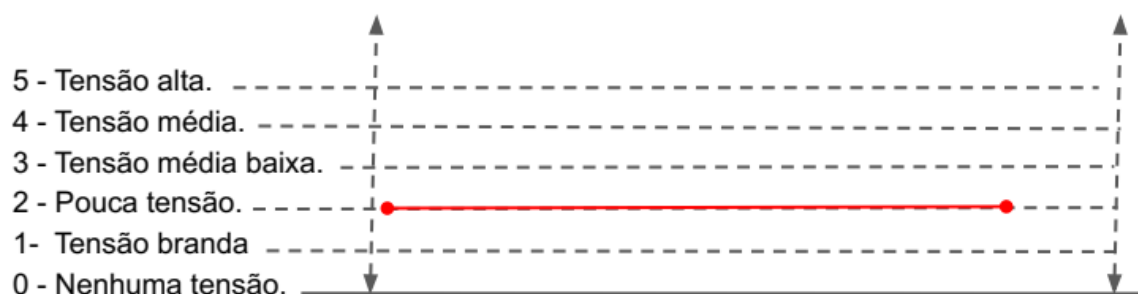 5 - Tensão alta.
4 - Tensão média.
3 - Tensão média baixa.
2 - Pouca tensão.
1-  Tensão branda
0 - Nenhuma tensão.